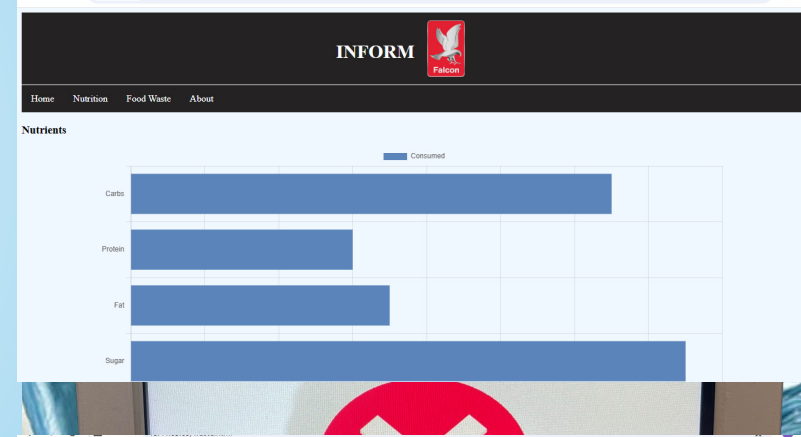 INFORM
Falcon
Home Nutrition Food Waste About
Nutrients
Consumed
Carbs
Protein
Fat
Sugar